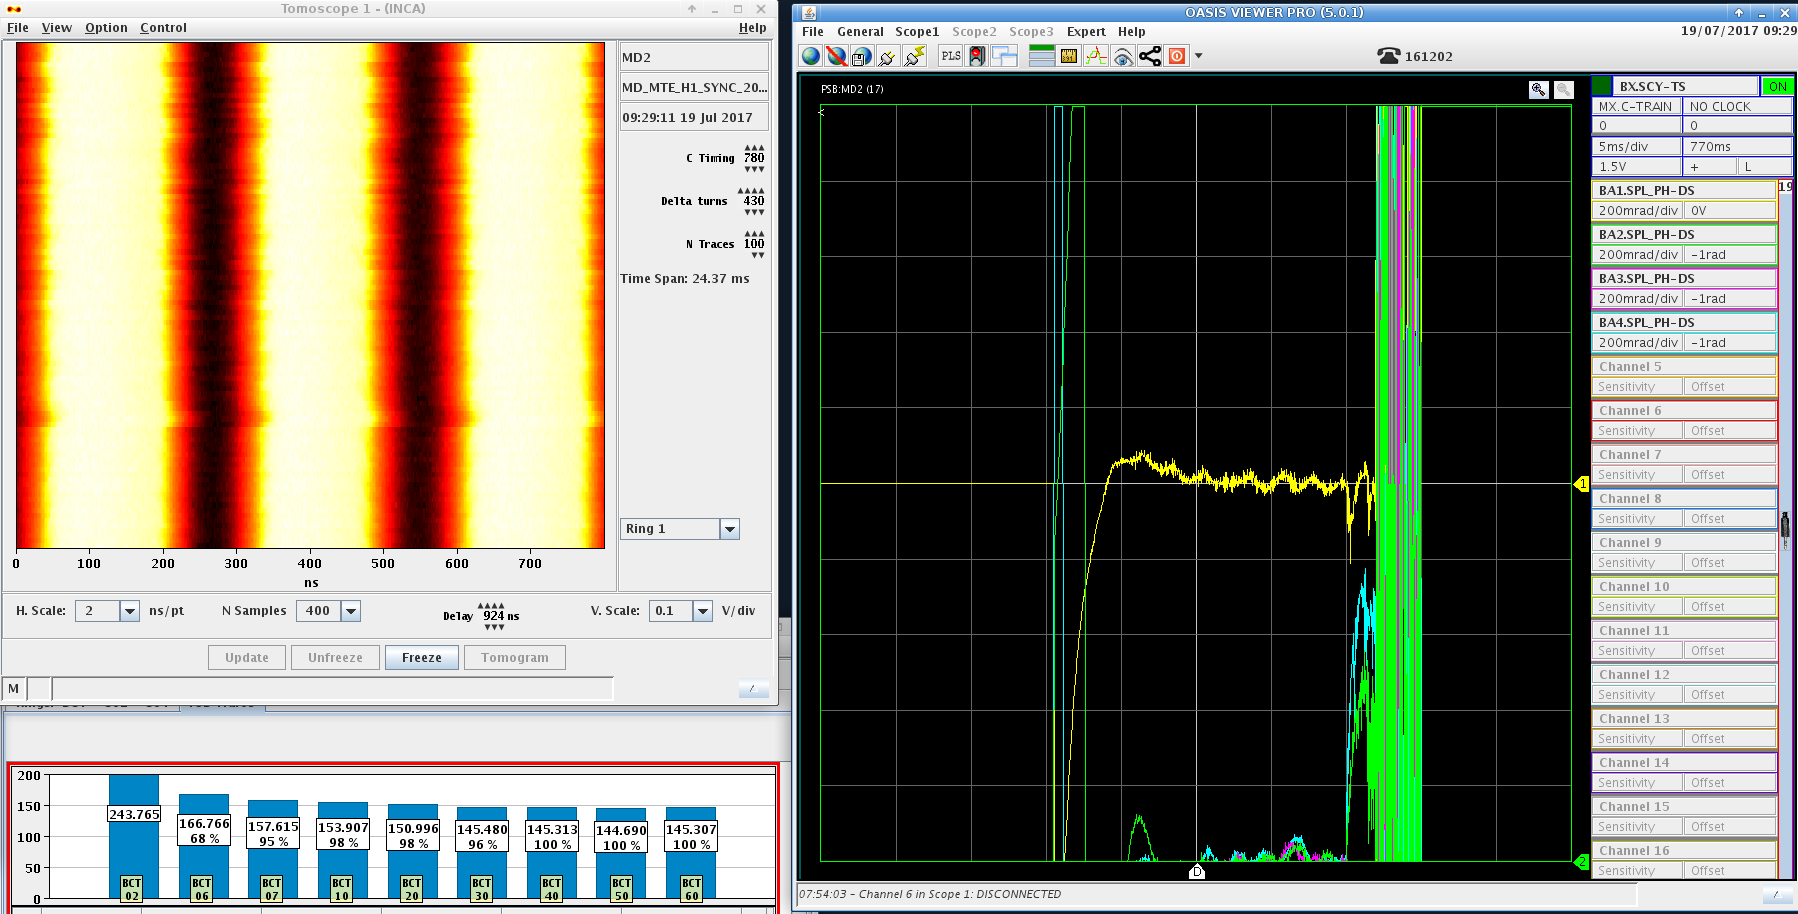 Tomoscope 1 - (INCA)
File View Option Control Help
MD2
MD_MTE_H1_SYNC_20...
09:29:11 19 Jul 2017
C Timing 780
Delta turns 430
N Traces 100
Time Span: 24.37 ms
Ring 1
0 100 200 300 400 500 600 700
ns
H. Scale: 2 ns/pt N Samples 400 Delay 924 ns V. Scale: 0.1 V/div
Update Unfreeze Freeze Tomogram
M
200
150
100
50
0
243.765
166.766
68 %
157.615
95 %
153.907
98 %
150.996
98 %
145.480
96 %
145.313
100 %
144.690
100 %
145.307
100 %
BCT 02
BCT 06
BCT 07
BCT 10
BCT 20
BCT 30
BCT 40
BCT 50
BCT 60
OASIS VIEWER PRO (5.0.1)
File General Scope1 Scope2 Scope3 Expert Help
19/07/2017 09:29
PLS
161202
PSB:MD2 (17)
1
2
D
BX.SCY-TS ON
MX.C-TRAIN NO CLOCK
0 0
5ms/div 770ms
1.5V + L
19
BA1.SPL_PH-DS
200mrad/div 0V
BA2.SPL_PH-DS
200mrad/div -1rad
BA3.SPL_PH-DS
200mrad/div -1rad
BA4.SPL_PH-DS
200mrad/div -1rad
Channel 5
Sensitivity Offset
Channel 6
Sensitivity Offset
Channel 7
Sensitivity Offset
Channel 8
Sensitivity Offset
Channel 9
Sensitivity Offset
Channel 10
Sensitivity Offset
Channel 11
Sensitivity Offset
Channel 12
Sensitivity Offset
Channel 13
Sensitivity Offset
Channel 14
Sensitivity Offset
Channel 15
Sensitivity Offset
Channel 16
Sensitivity Offset
07:54:03 - Channel 6 in Scope 1: DISCONNECTED